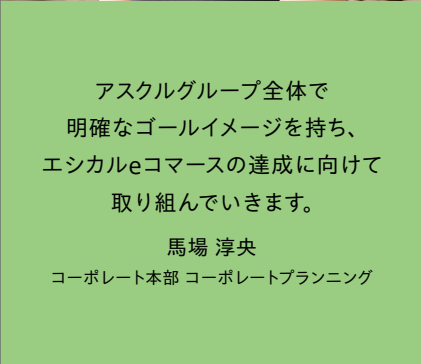 アスクルグループ全体で
明確なゴールイメージを持ち、
エシカルeコマースの達成に向けて
取り組んでいきます。
馬場 淳央
コーポレート本部 コーポレートプランニング